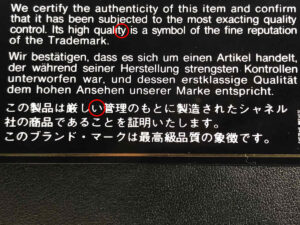 We certify the authenticity of this item and confirm
that it has been subjected to the most exacting quality
control. Its high quality is a symbol of the fine reputation
of the Trademark.
Wir bestätigen, dass es sich um einen Artikel handelt,
der während seiner Herstellung strengsten Kontrollen
unterworfen war, und dessen erstklassige Qualität
dem hohen Ansehen unserer Marke entspricht.
この製品は厳しい管理のもとに製造されたシャネル
社の商品であることを証明いたします。
このブランド・マークは最高級品質の象徴です。